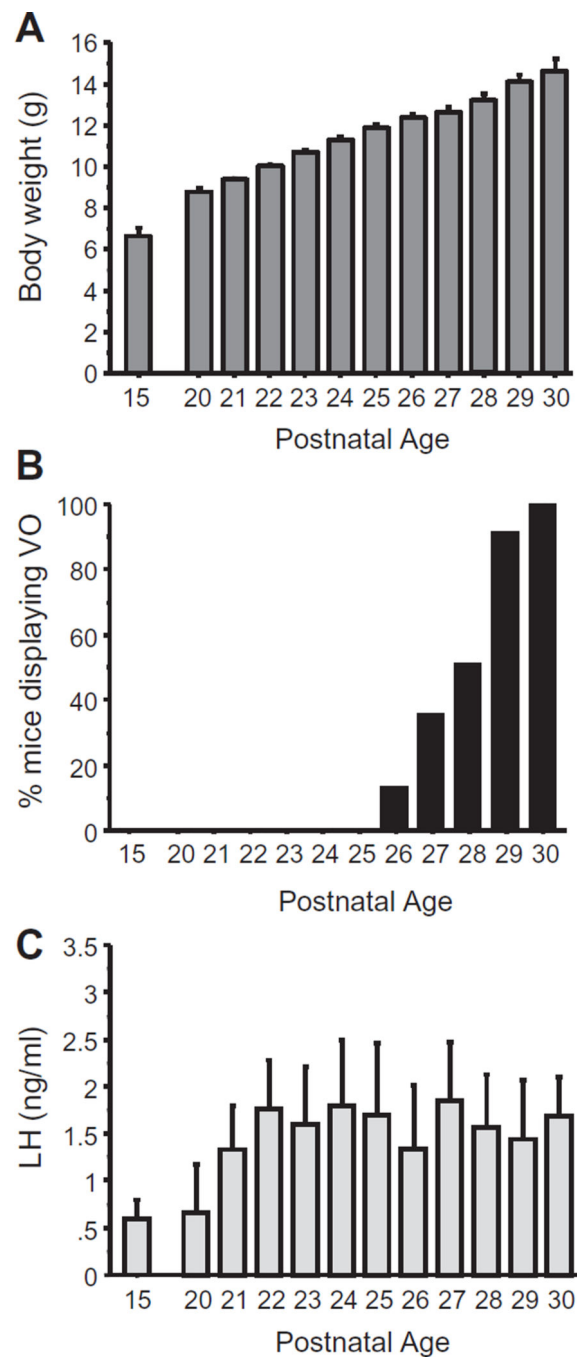 A
Body weight (g)
16
14
12
10
8
6
4
2
0
15 20 21 22 23 24 25 26 27 28 29 30
Postnatal Age
B
% mice displaying VO
100
80
60
40
20
0
15 20 21 22 23 24 25 26 27 28 29 30
Postnatal Age
C
LH (ng/ml)
3.5
3
2.5
2
1.5
1
.5
0
15 20 21 22 23 24 25 26 27 28 29 30
Postnatal Age